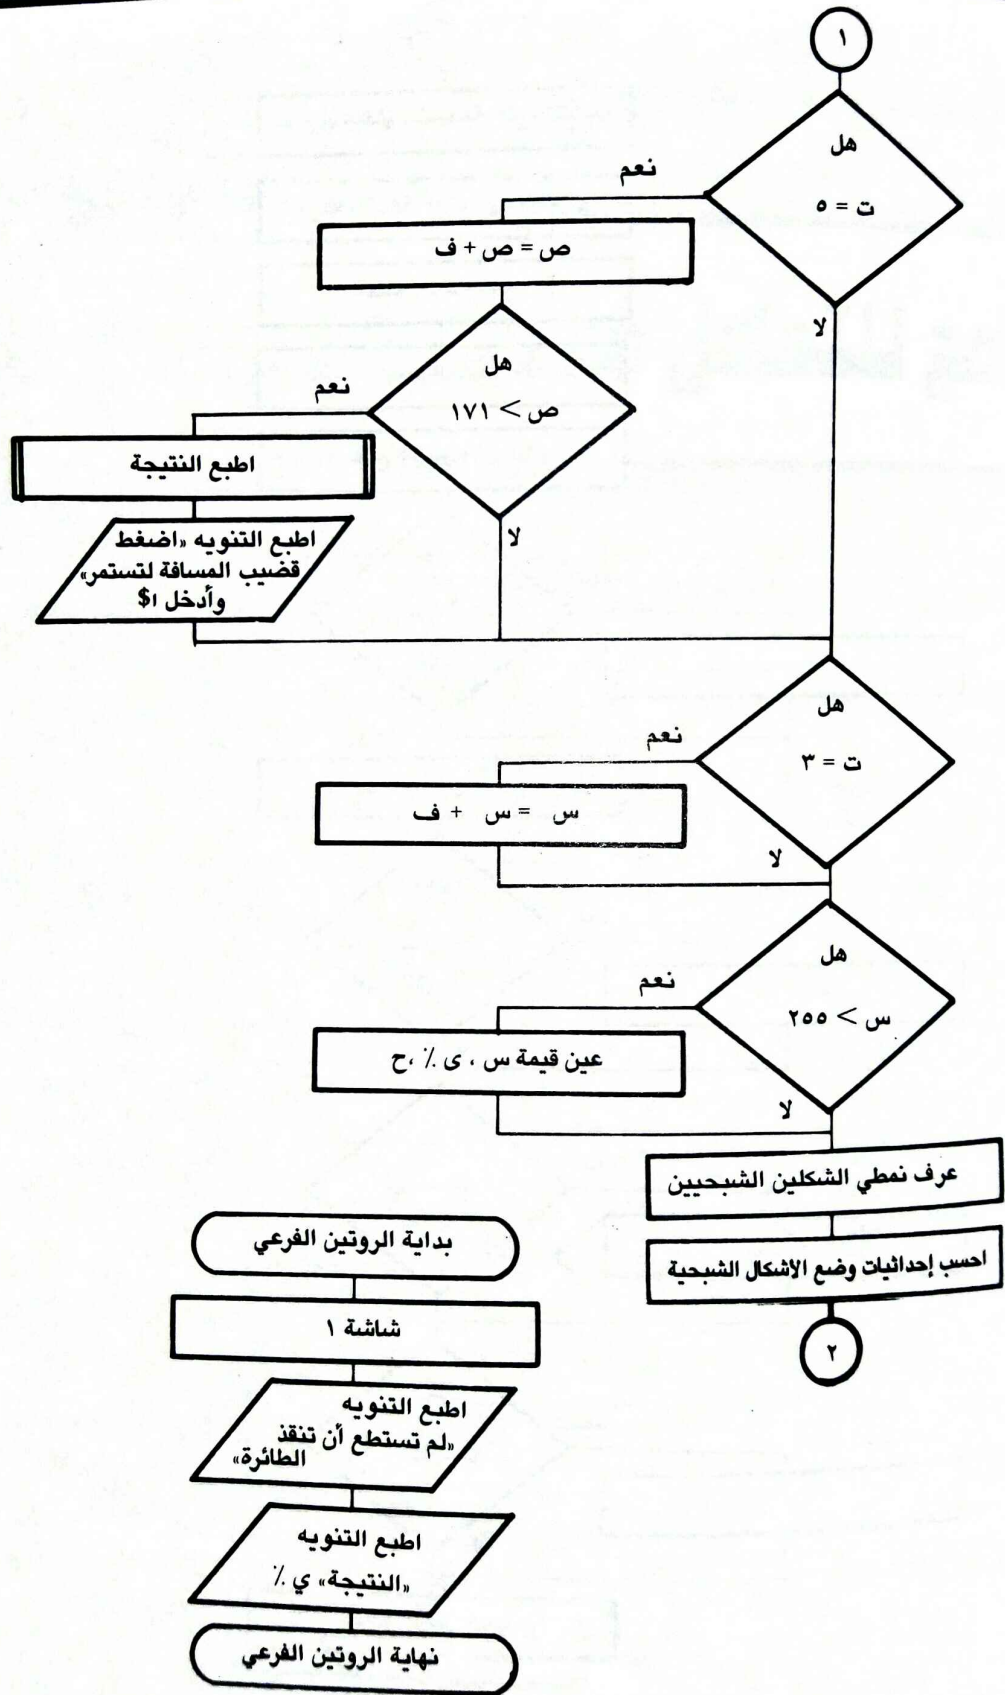 ١
هل
ت = ٥
نعم
لا
ص = ص + ف
هل
ص > ١٧١
نعم
لا
اطبع النتيجة
اطبع التنويه «اضغط
قضيب المسافة لتستمر»
وأدخل ا$
هل
ت = ٣
نعم
لا
س = س + ف
هل
س > ٢٥٥
نعم
لا
عين قيمة س ، ى ٪ ،ح
عرف نمطي الشكلين الشبحيين
احسب إحداثيات وضع الأشكال الشبحية
٢
بداية الروتين الفرعي
شاشة ١
اطبع التنويه
«لم تستطع أن تنقذ
الطائرة»
اطبع التنويه
«النتيجة» ي ٪
نهاية الروتين الفرعي